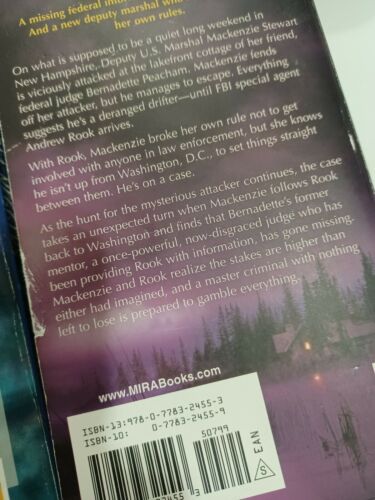 A missing federal
And a new deputy marshal
her own rules.
On what is supposed to be a quiet long weekend in
New Hampshire, Deputy U.S. Marshal Mackenzie Stewart
is viciously attacked at the lakefront cottage of her friend,
federal judge Bernadette Peacham. Mackenzie fends
off her attacker, but he manages to escape. Everything
suggests he's a deranged drifter—until FBI special agent
Andrew Rook arrives.
With Rook, Mackenzie broke her own rule not to get
involved with anyone in law enforcement, but she knows
he isn't up from Washington, D.C., to set things straight
between them. He's on a case.
As the hunt for the mysterious attacker continues, the case
takes an unexpected turn when Mackenzie follows Rook
back to Washington and finds that Bernadette's former
mentor, a once-powerful, now-disgraced judge who has
been providing Rook with information, has gone missing.
Mackenzie and Rook realize the stakes are higher than
either had imagined, and a master criminal with nothing
left to lose is prepared to gamble everything.
www.MIRABooks.com
ISBN-13:978-0-7783-2455-3
ISBN-10: 0-7783-2455-9
50799
EAN
S